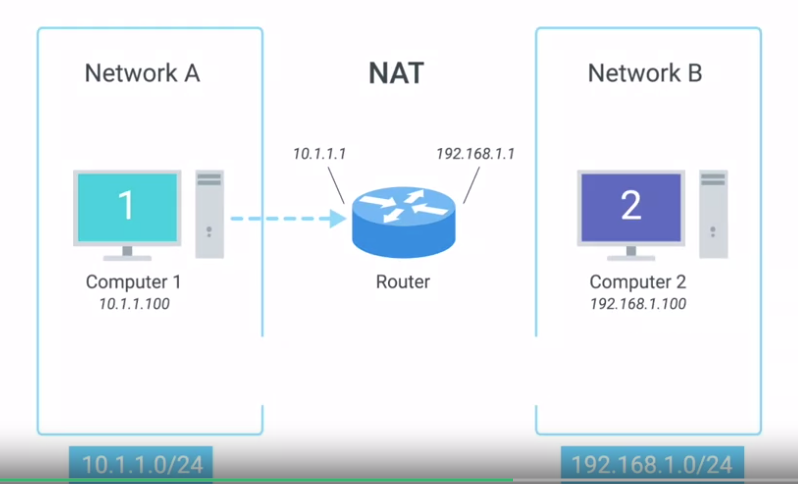 Network A
NAT
Network B
10.1.1.1
192.168.1.1
1
2
Computer 1
10.1.1.100
Router
Computer 2
192.168.1.100
10.1.1.0/24
192.168.1.0/24